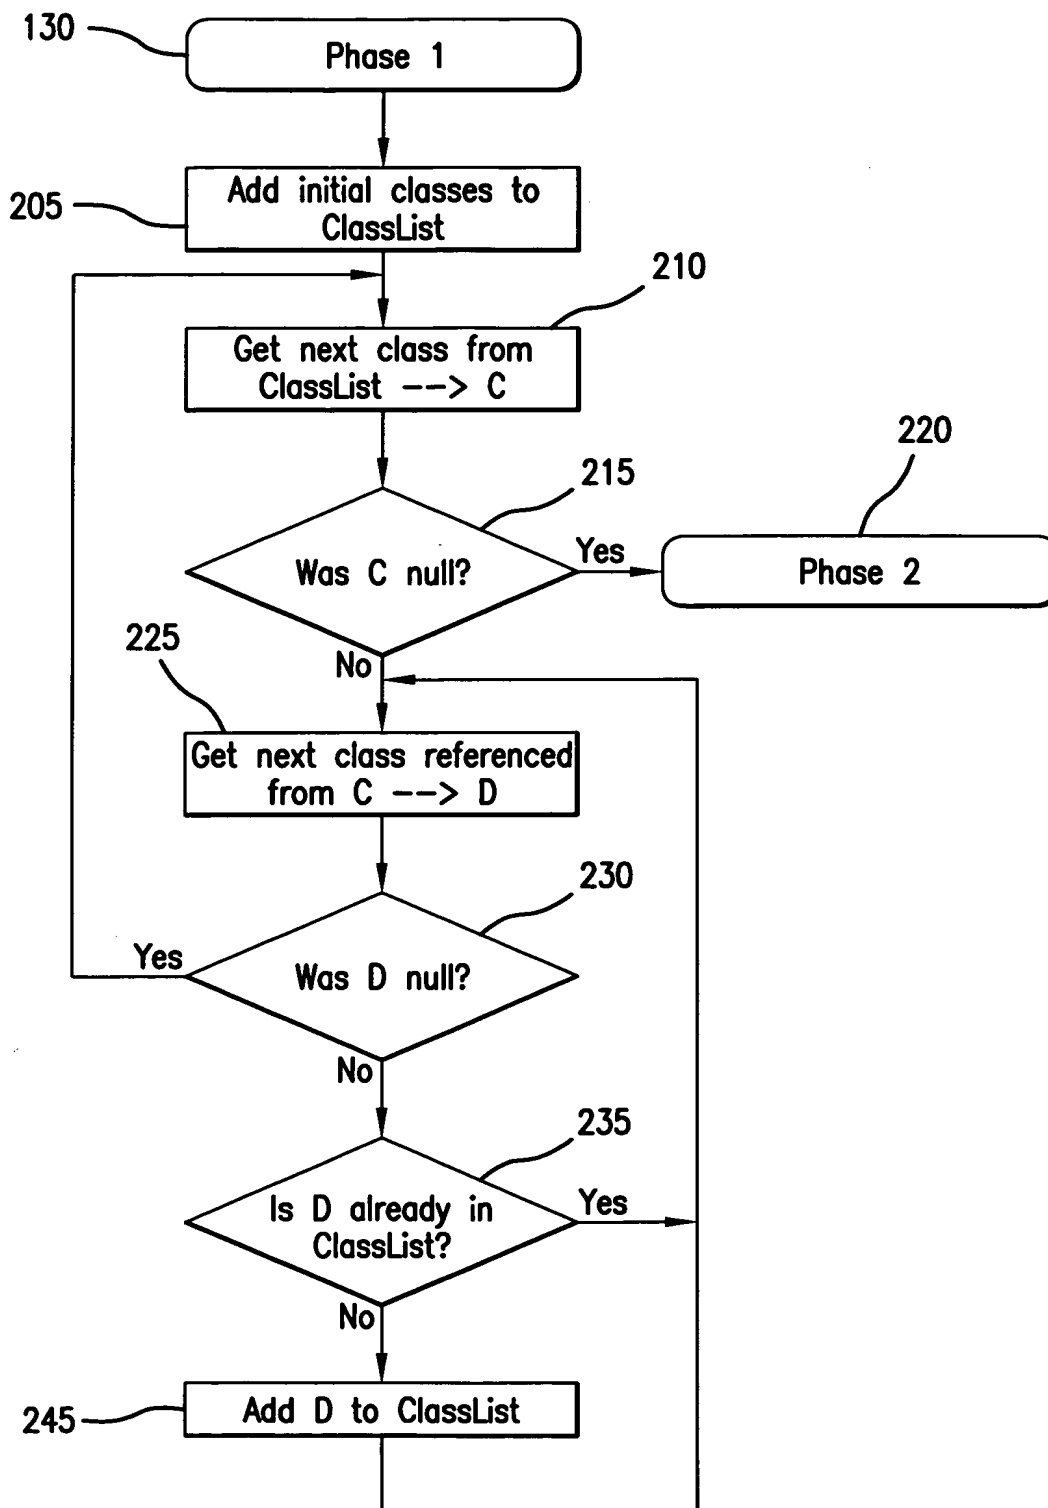 130
Phase 1
205
Add initial classes to
ClassList
210
Get next class from
ClassList --> C
215
220
Was C null?
Yes
Phase 2
225
No
Get next class referenced
from C --> D
230
Yes
Was D null?
No
235
Is D already in
ClassList?
Yes
No
245
Add D to ClassList